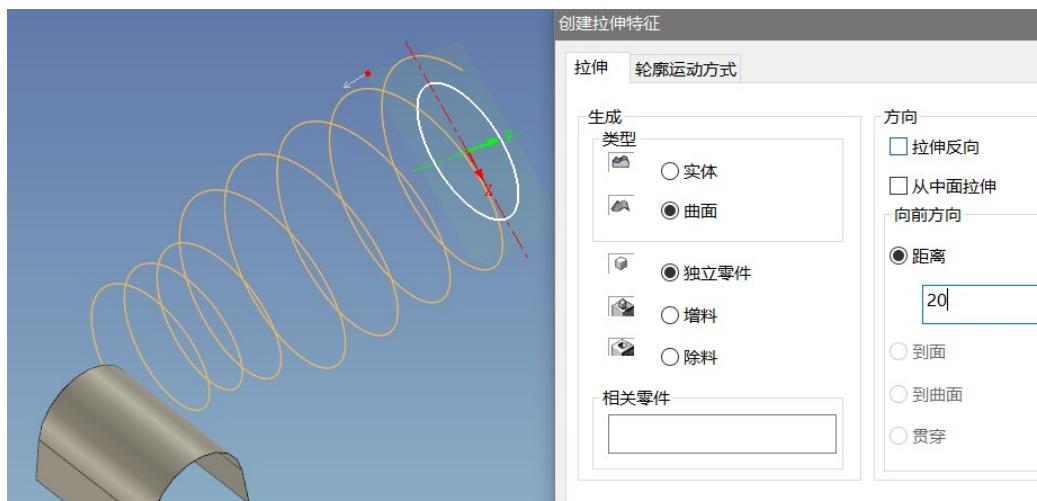 创建拉伸特征
拉伸
轮廓运动方式
生成
类型
实体
曲面
独立零件
增料
除料
相关零件
方向
拉伸反向
从中面拉伸
向前方向
距离
20
到面
到曲面
贯穿
X